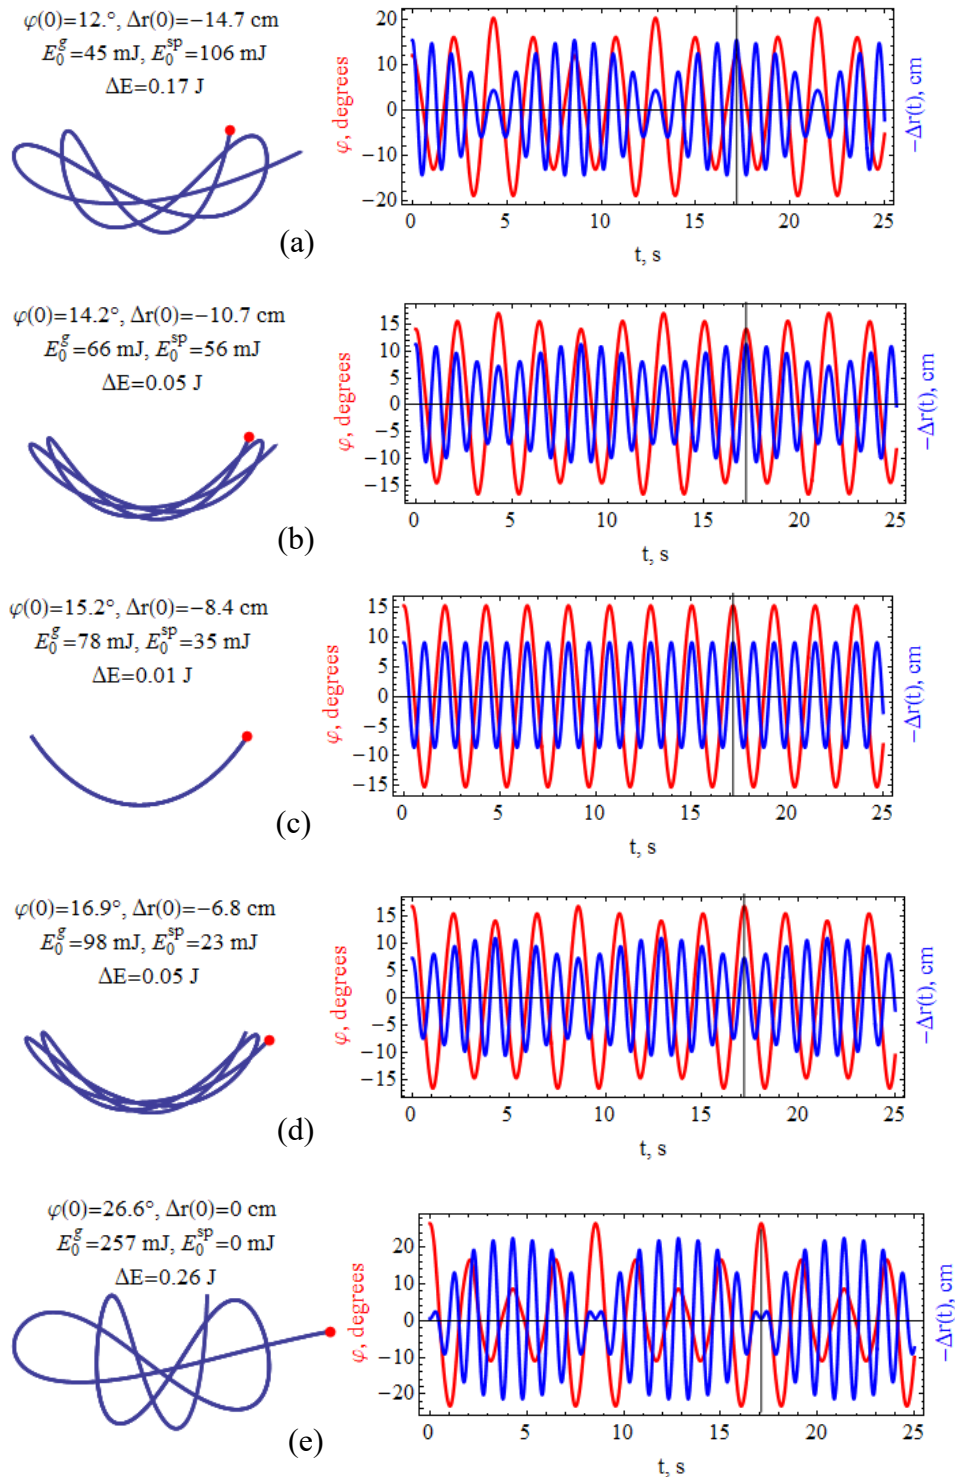 φ(0)=12.°, Δr(0)=−14.7 cm
E₀ᵍ=45 mJ, E₀ˢᵖ=106 mJ
ΔE=0.17 J
(a)
φ, degrees
20
10
0
−10
−20
0 5 10 15 20 25
t, s
−Δr(t), cm
φ(0)=14.2°, Δr(0)=−10.7 cm
E₀ᵍ=66 mJ, E₀ˢᵖ=56 mJ
ΔE=0.05 J
(b)
φ, degrees
15
10
5
0
−5
−10
−15
0 5 10 15 20 25
t, s
−Δr(t), cm
φ(0)=15.2°, Δr(0)=−8.4 cm
E₀ᵍ=78 mJ, E₀ˢᵖ=35 mJ
ΔE=0.01 J
(c)
φ, degrees
15
10
5
0
−5
−10
−15
0 5 10 15 20 25
t, s
−Δr(t), cm
φ(0)=16.9°, Δr(0)=−6.8 cm
E₀ᵍ=98 mJ, E₀ˢᵖ=23 mJ
ΔE=0.05 J
(d)
φ, degrees
15
10
5
0
−5
−10
−15
0 5 10 15 20 25
t, s
−Δr(t), cm
φ(0)=26.6°, Δr(0)=0 cm
E₀ᵍ=257 mJ, E₀ˢᵖ=0 mJ
ΔE=0.26 J
(e)
φ, degrees
20
10
0
−10
−20
0 5 10 15 20 25
t, s
−Δr(t), cm